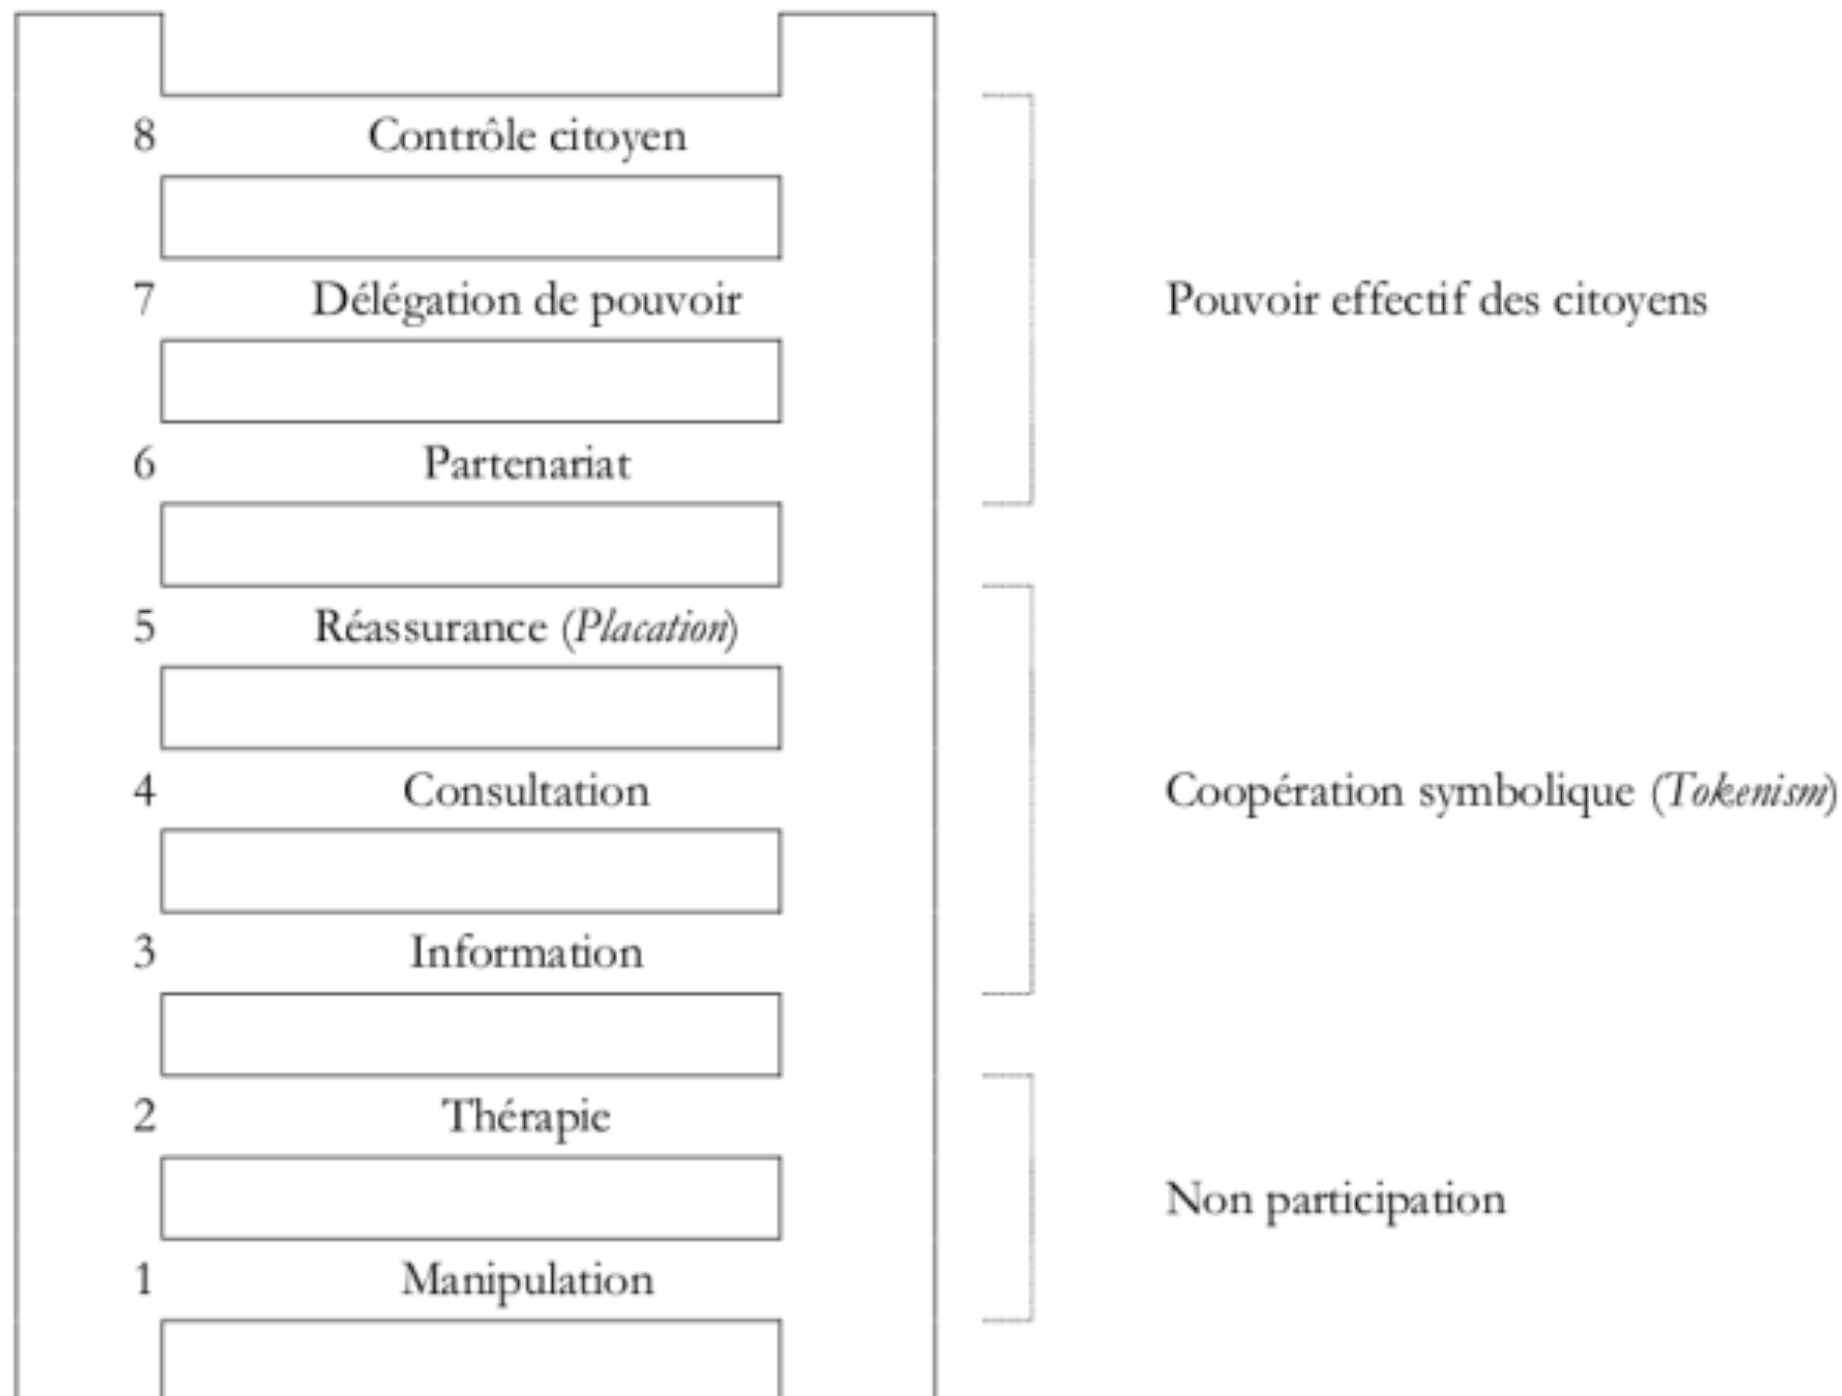 8 Contrôle citoyen
7 Délégation de pouvoir
Pouvoir effectif des citoyens
6 Partenariat
5 Réassurance (Placation)
4 Consultation
Coopération symbolique (Tokenism)
3 Information
2 Thérapie
Non participation
1 Manipulation